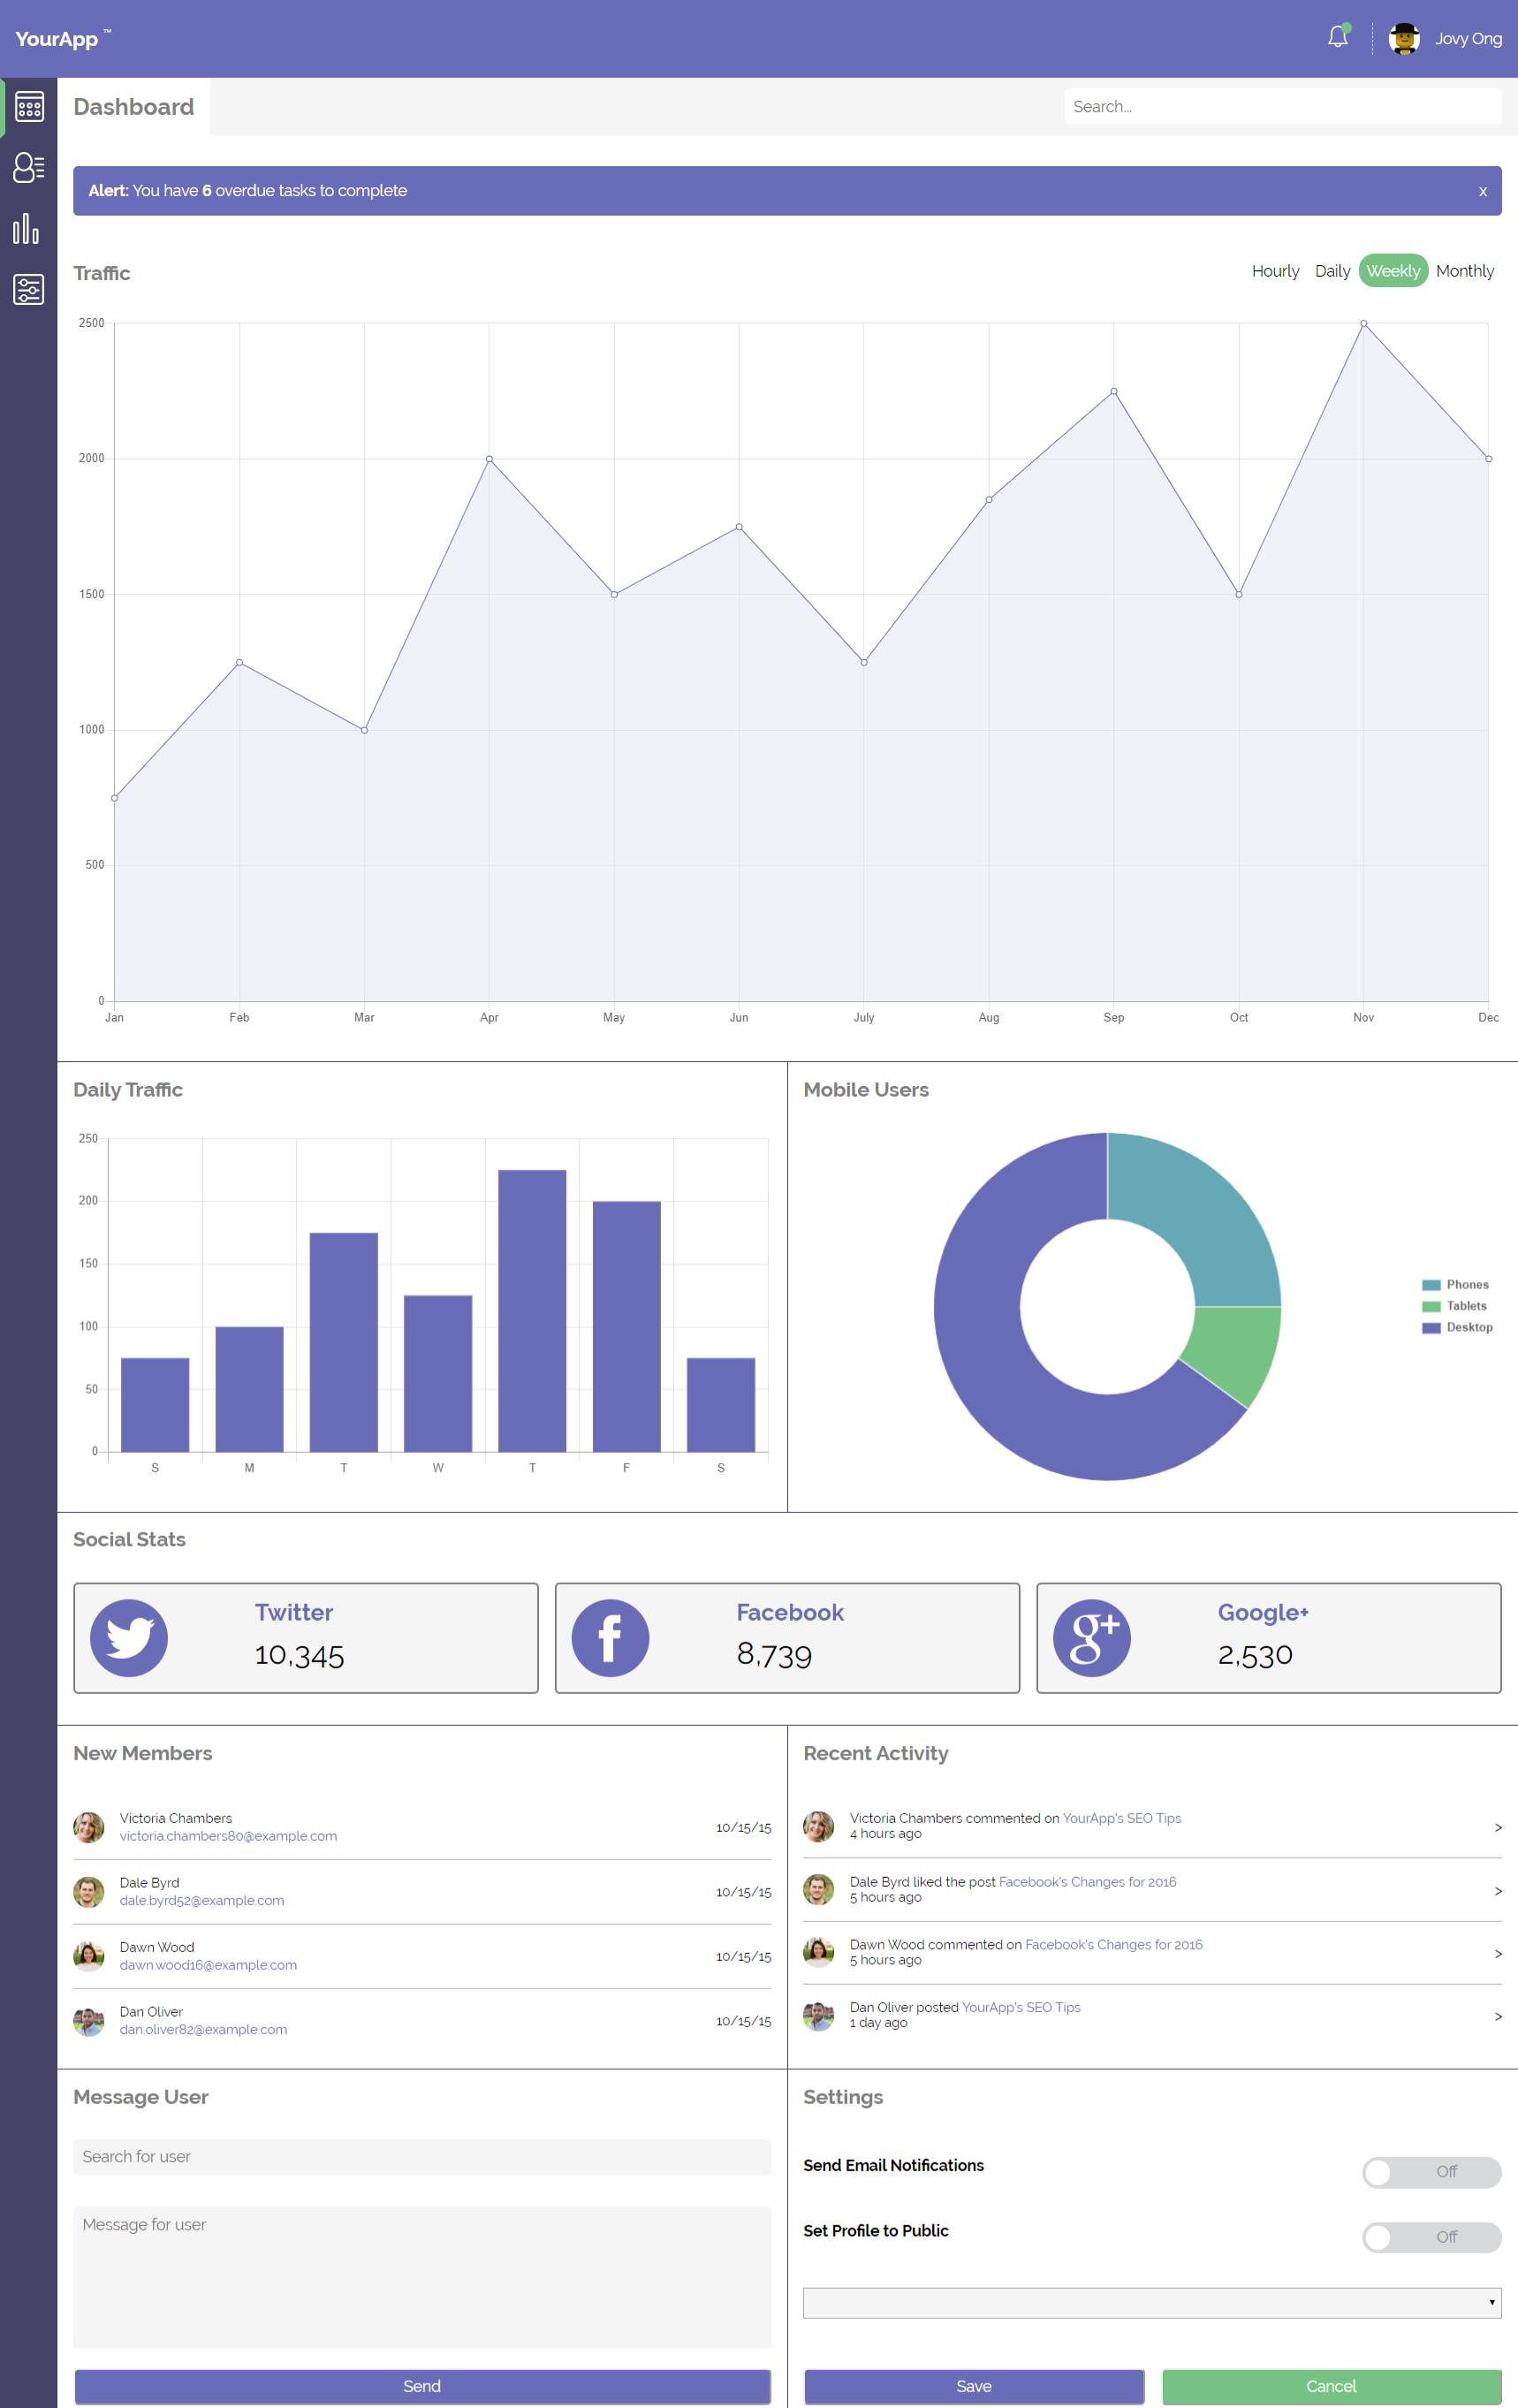 YourApp ™
Jovy Ong
Dashboard
Search...
Alert: You have 6 overdue tasks to complete
x
Traffic
Hourly Daily Weekly Monthly
2500
2000
1500
1000
500
0
Jan Feb Mar Apr May Jun July Aug Sep Oct Nov Dec
Daily Traffic
250
200
150
100
50
0
S M T W T F S
Mobile Users
Phones
Tablets
Desktop
Social Stats
Twitter
10,345
Facebook
8,739
g+
Google+
2,530
New Members
Victoria Chambers
victoria.chambers80@example.com
10/15/15
Dale Byrd
dale.byrd52@example.com
10/15/15
Dawn Wood
dawn.wood16@example.com
10/15/15
Dan Oliver
dan.oliver82@example.com
10/15/15
Recent Activity
Victoria Chambers commented on YourApp's SEO Tips
4 hours ago
>
Dale Byrd liked the post Facebook's Changes for 2016
5 hours ago
>
Dawn Wood commented on Facebook's Changes for 2016
5 hours ago
>
Dan Oliver posted YourApp's SEO Tips
1 day ago
>
Message User
Search for user
Message for user
Send
Settings
Send Email Notifications
Off
Set Profile to Public
Off
Save
Cancel